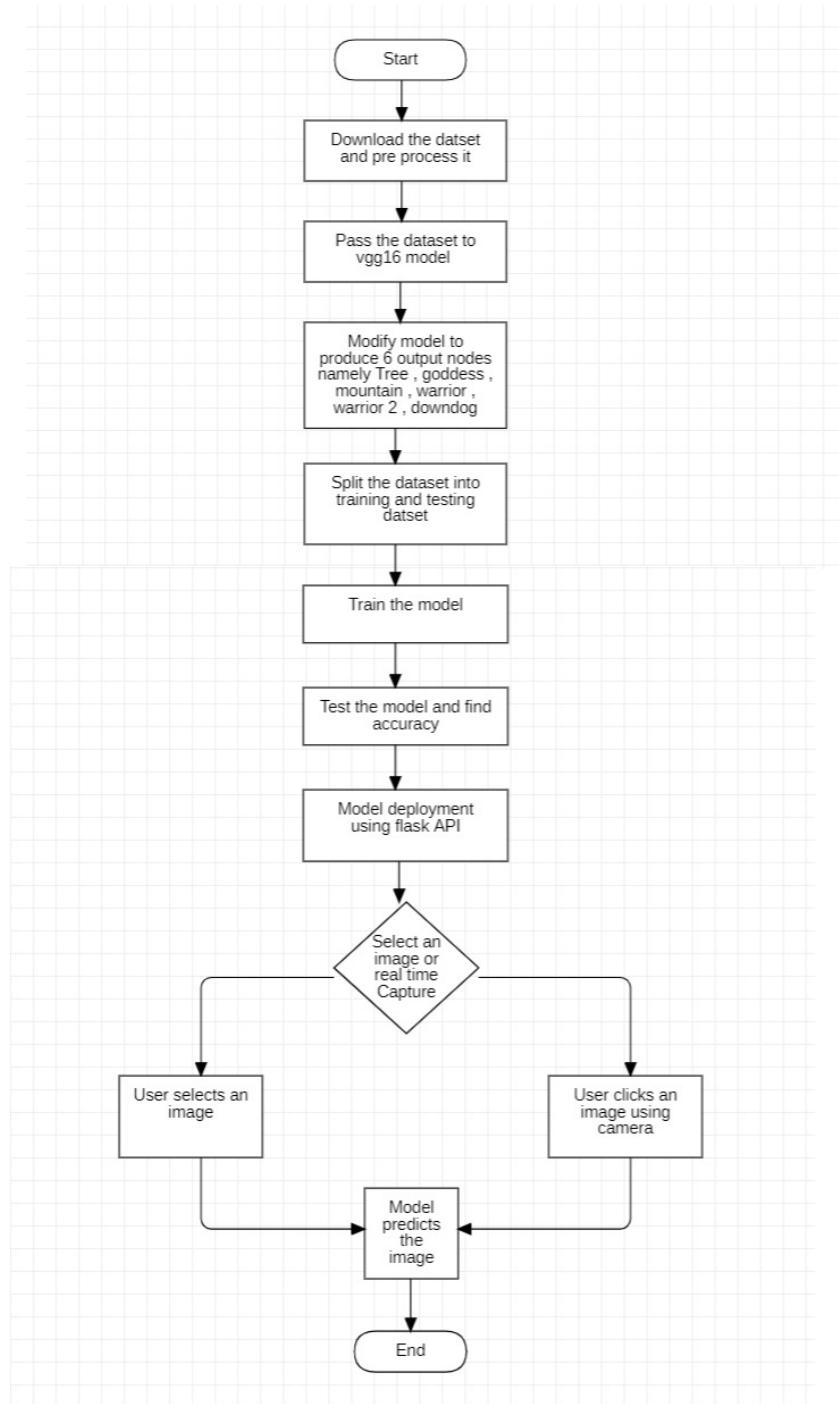 Start
Download the datset
and pre process it
Pass the dataset to
vgg16 model
Modify model to
produce 6 output nodes
namely Tree , goddess ,
mountain , warrior ,
warrior 2 , downdog
Split the dataset into
training and testing
datset
Train the model
Test the model and find
accuracy
Model deployment
using flask API
Select an
image or
real time
Capture
User selects an
image
User clicks an
image using
camera
Model
predicts
the
image
End